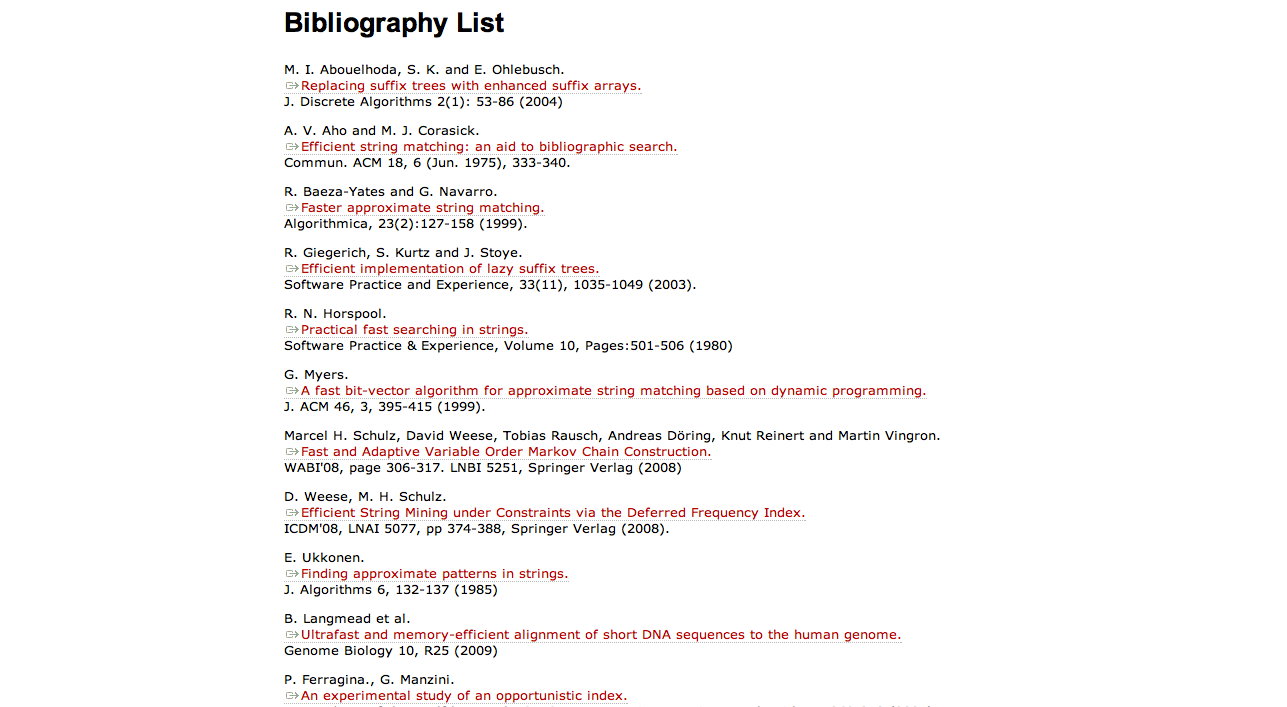 Bibliography List
M. I. Abouelhoda, S. K. and E. Ohlebusch.
Replacing suffix trees with enhanced suffix arrays.
J. Discrete Algorithms 2(1): 53-86 (2004)
A. V. Aho and M. J. Corasick.
Efficient string matching: an aid to bibliographic search.
Commun. ACM 18, 6 (Jun. 1975), 333-340.
R. Baeza-Yates and G. Navarro.
Faster approximate string matching.
Algorithmica, 23(2):127-158 (1999).
R. Giegerich, S. Kurtz and J. Stoye.
Efficient implementation of lazy suffix trees.
Software Practice and Experience, 33(11), 1035-1049 (2003).
R. N. Horspool.
Practical fast searching in strings.
Software Practice & Experience, Volume 10, Pages:501-506 (1980)
G. Myers.
A fast bit-vector algorithm for approximate string matching based on dynamic programming.
J. ACM 46, 3, 395-415 (1999).
Marcel H. Schulz, David Weese, Tobias Rausch, Andreas Döring, Knut Reinert and Martin Vingron.
Fast and Adaptive Variable Order Markov Chain Construction.
WABI'08, page 306-317. LNBI 5251, Springer Verlag (2008)
D. Weese, M. H. Schulz.
Efficient String Mining under Constraints via the Deferred Frequency Index.
ICDM'08, LNAI 5077, pp 374-388, Springer Verlag (2008).
E. Ukkonen.
Finding approximate patterns in strings.
J. Algorithms 6, 132-137 (1985)
B. Langmead et al.
Ultrafast and memory-efficient alignment of short DNA sequences to the human genome.
Genome Biology 10, R25 (2009)
P. Ferragina., G. Manzini.
An experimental study of an opportunistic index.